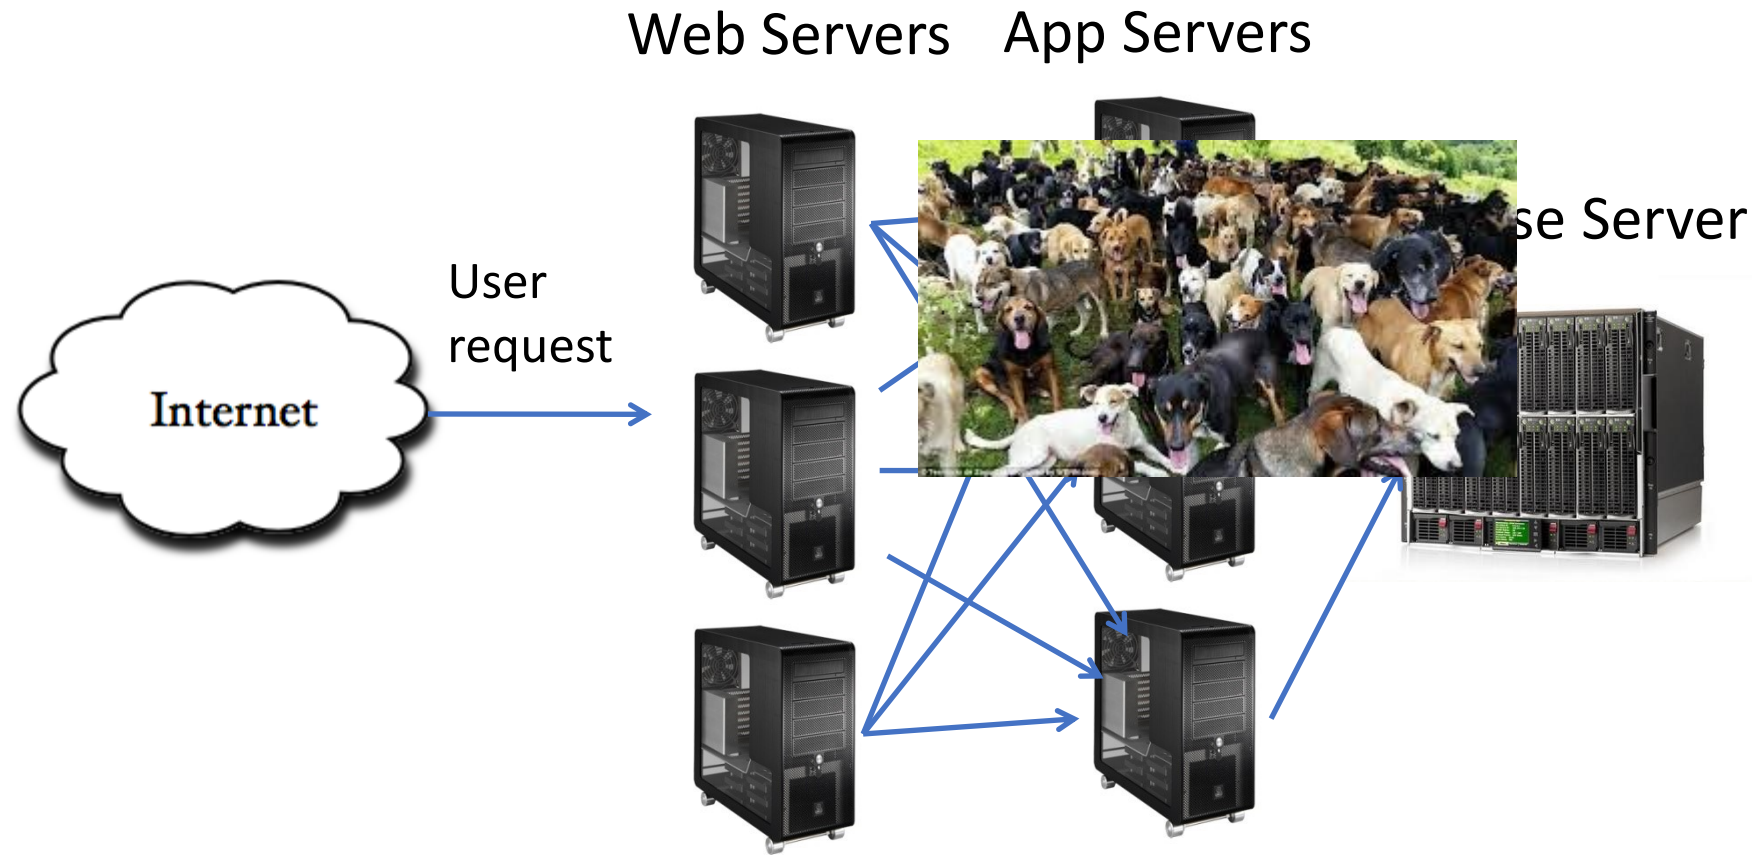 Web Servers App Servers
se Server
User
request
Internet